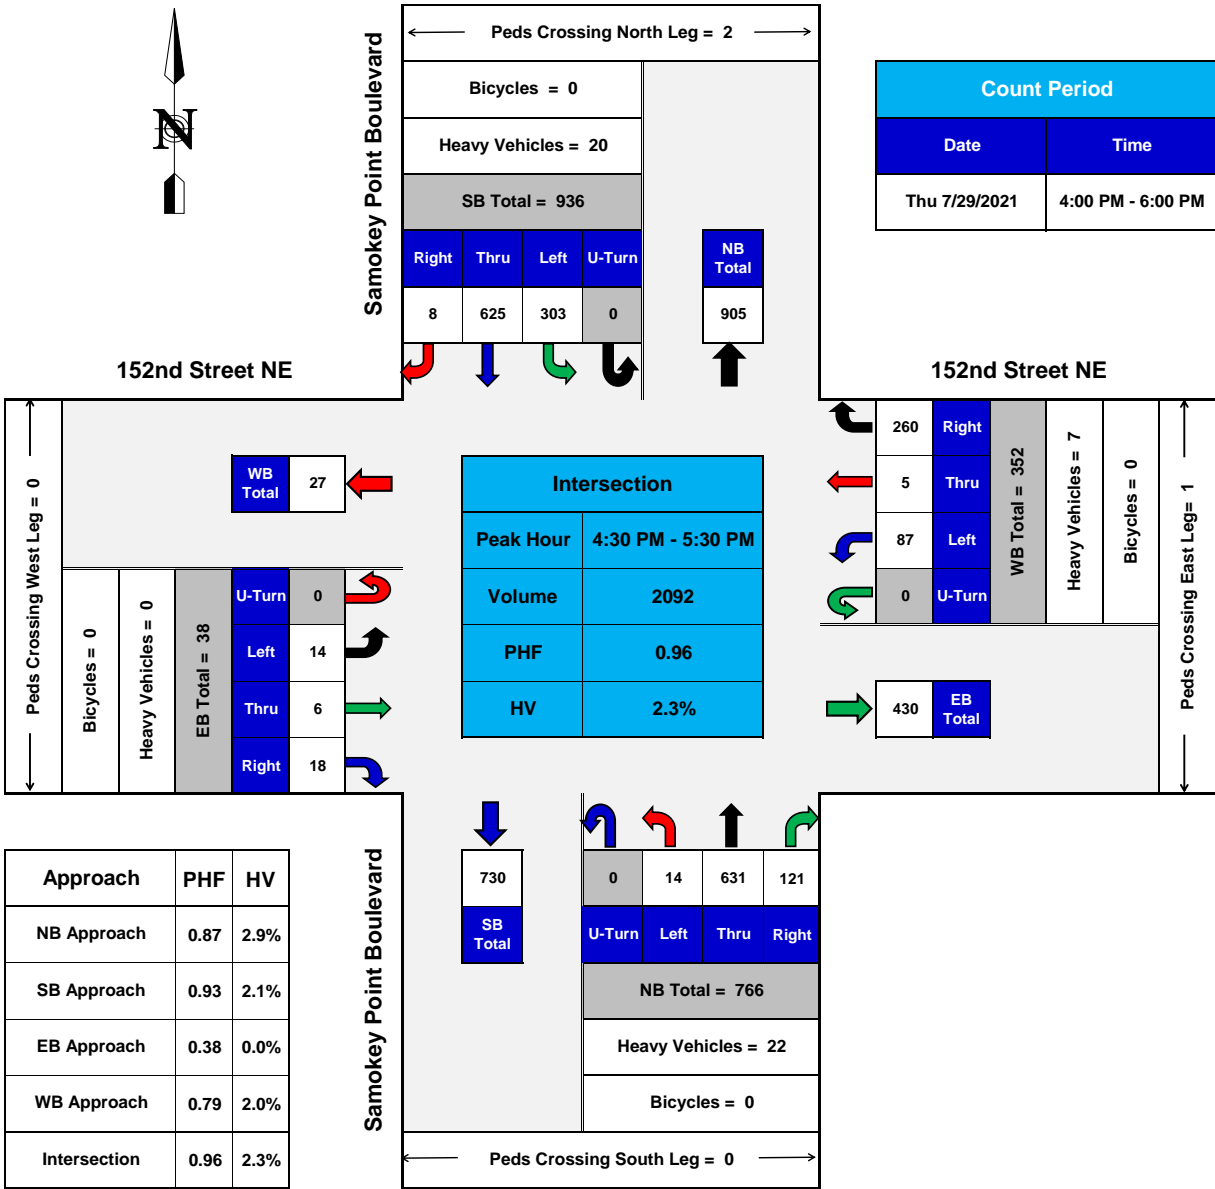 Peds Crossing North Leg = 2
Samokey Point Boulevard
Bicycles = 0
Heavy Vehicles = 20
SB Total = 936
Right Thru Left U-Turn
8 625 303 0
NB Total
905
N
Count Period
Date Time
Thu 7/29/2021 4:00 PM - 6:00 PM
152nd Street NE
152nd Street NE
Peds Crossing West Leg = 0
WB Total 27
Bicycles = 0
Heavy Vehicles = 0
EB Total = 38
U-Turn 0
Left 14
Thru 6
Right 18
Intersection
Peak Hour 4:30 PM - 5:30 PM
Volume 2092
PHF 0.96
HV 2.3%
260 Right
5 Thru
87 Left
0 U-Turn
WB Total = 352
Heavy Vehicles = 7
Bicycles = 0
Peds Crossing East Leg= 1
430 EB Total
Approach PHF HV
NB Approach 0.87 2.9%
SB Approach 0.93 2.1%
EB Approach 0.38 0.0%
WB Approach 0.79 2.0%
Intersection 0.96 2.3%
Samokey Point Boulevard
730
SB Total
0 14 631 121
U-Turn Left Thru Right
NB Total = 766
Heavy Vehicles = 22
Bicycles = 0
Peds Crossing South Leg = 0